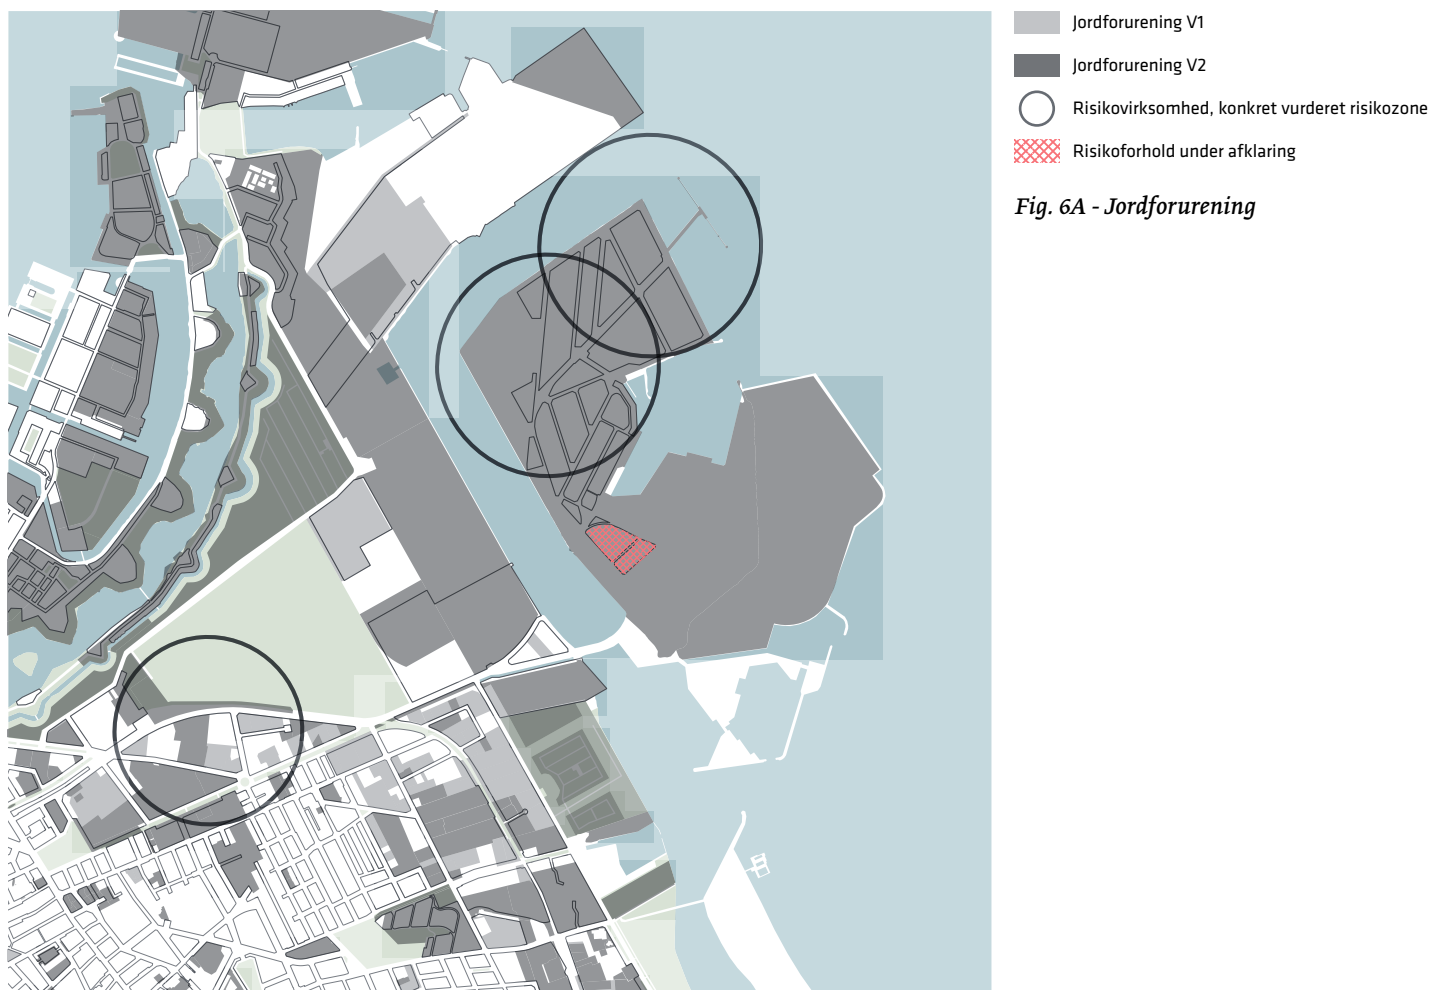 Jordforurening V1
Jordforurening V2
Risikovirksomhed, konkret vurderet risikozone
Risikoforhold under afklaring
Fig. 6A - Jordforurening